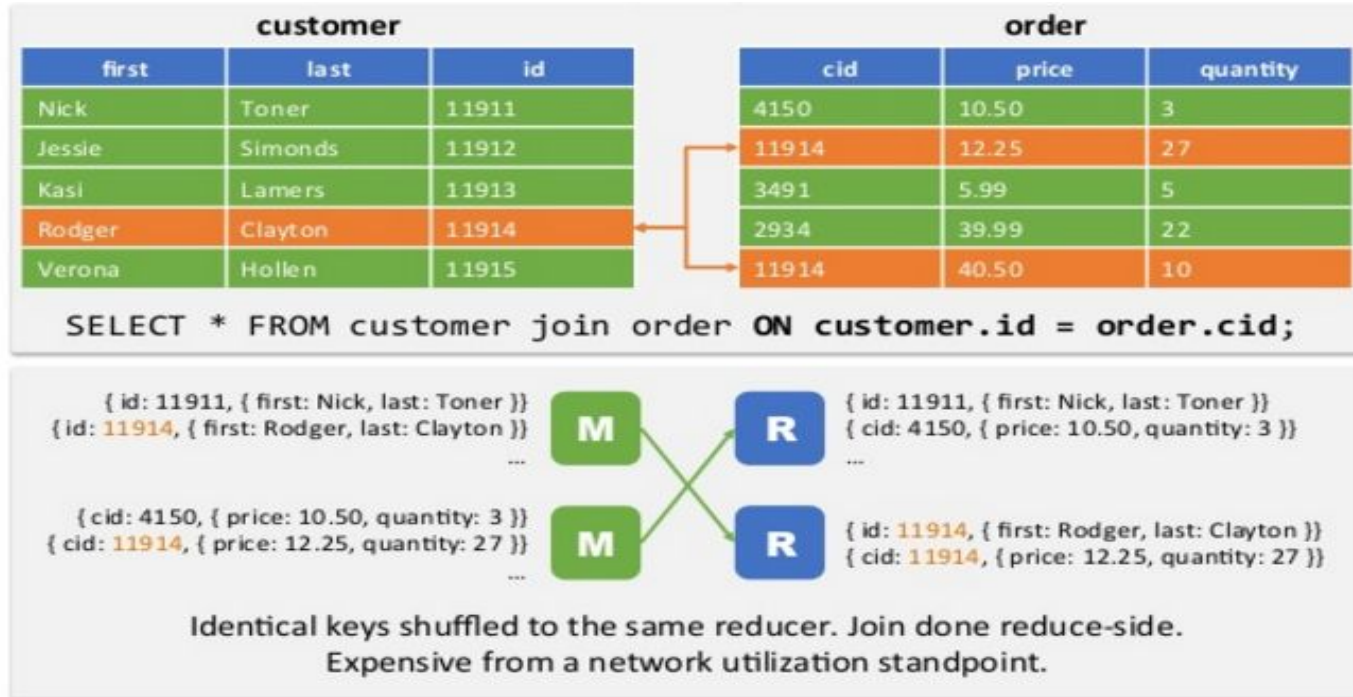 customer
first last id
Nick Toner 11911
Jessie Simonds 11912
Kasi Lamers 11913
Rodger Clayton 11914
Verona Hollen 11915
order
cid price quantity
4150 10.50 3
11914 12.25 27
3491 5.99 5
2934 39.99 22
11914 40.50 10
SELECT * FROM customer join order ON customer.id = order.cid;
{ id: 11911, { first: Nick, last: Toner }}
{ id: 11914, { first: Rodger, last: Clayton }}
...
M
{ cid: 4150, { price: 10.50, quantity: 3 }}
{ cid: 11914, { price: 12.25, quantity: 27 }}
...
M
R
{ id: 11911, { first: Nick, last: Toner }}
{ cid: 4150, { price: 10.50, quantity: 3 }}
...
R
{ id: 11914, { first: Rodger, last: Clayton }}
{ cid: 11914, { price: 12.25, quantity: 27 }}
Identical keys shuffled to the same reducer. Join done reduce-side.
Expensive from a network utilization standpoint.